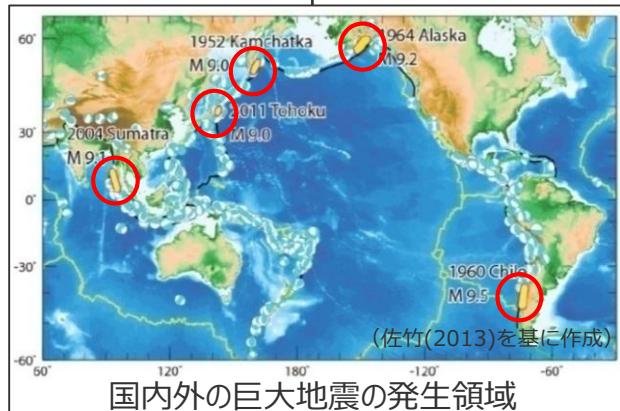 1952 Kamchatka
M 9.0
1964 Alaska
M 9.2
2011 Tohoku
M 9.0
2004 Sumatra
M 9.1
1960 Chile
M 9.5
(佐竹(2013)を基に作成)
60°
30°
0°
-30°
-60°
60°
120°
180°
-120°
-60°
国内外の巨大地震の発生領域